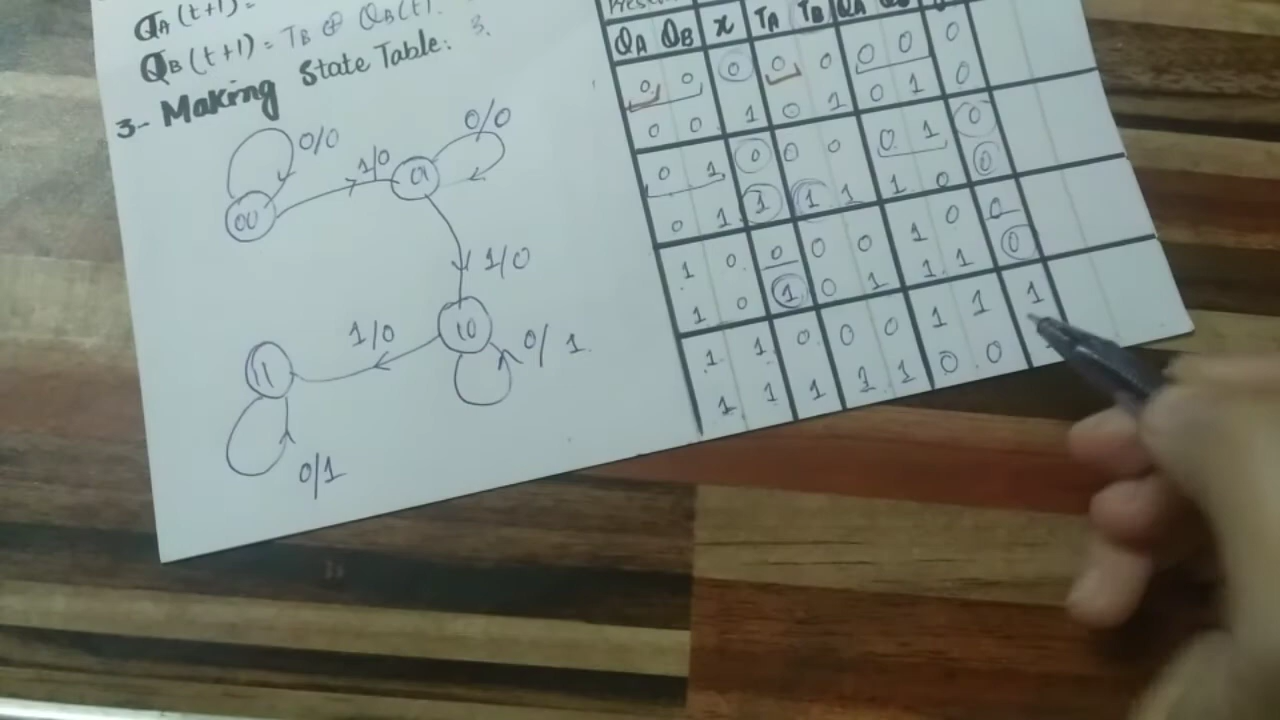 QA(t+1)=
QB(t+1) = TB ⊕ QB(t).
3- Making State Table:
0/0
0/0
1/0
00
01
1/0
10
1/0
0/1
11
0/1
QA QB x TA TB QA
0 0 0 0 0 0 0 0
0 0 1 0 1 0 1 0
0 1 0 0 0 0 1 0
0 1 1 1 1 1 0 0
1 0 0 0 0 1 0 0
1 0 1 0 1 1 1 0
1 1 0 0 0 1 1 1
1 1 1 1 1 0 0